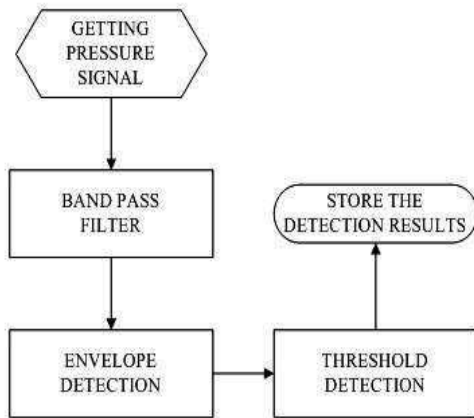 GETTING
PRESSURE
SIGNAL
BAND PASS
FILTER
STORE THE
DETECTION RESULTS
ENVELOPE
DETECTION
THRESHOLD
DETECTION